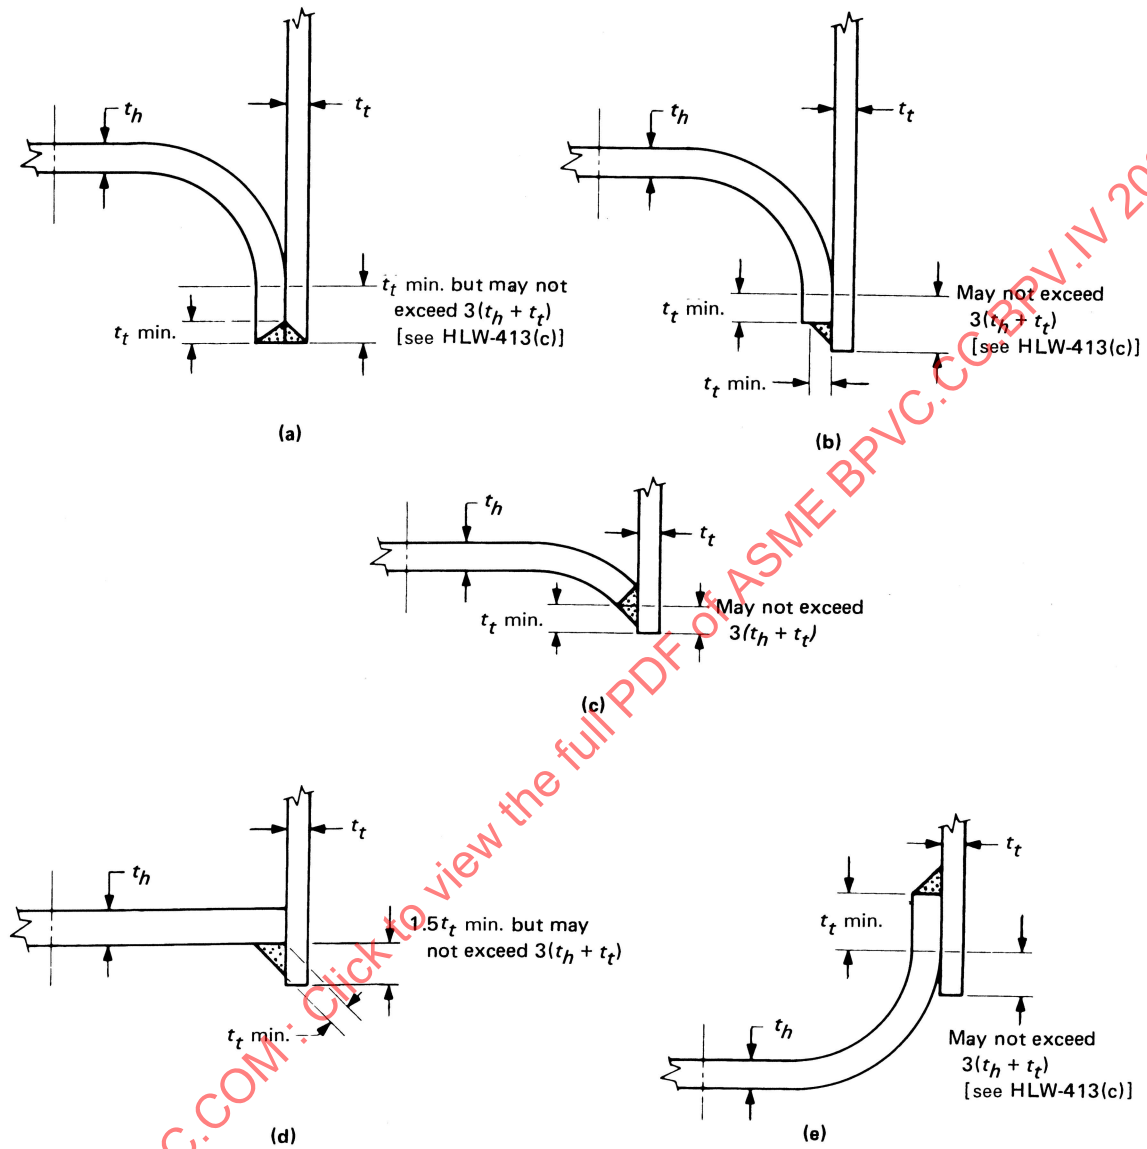 t_h
t_t
t_t min. but may not
exceed 3(t_h + t_t)
[see HLW-413(c)]
t_t min.
(a)
t_h
t_t
May not exceed
3(t_h + t_t)
[see HLW-413(c)]
t_t min.
t_t min.
(b)
t_h
t_t
May not exceed
3(t_h + t_t)
t_t min.
(c)
t_h
t_t
1.5t_t min. but may
not exceed 3(t_h + t_t)
t_t min.
(d)
t_t
t_t min.
t_h
May not exceed
3(t_h + t_t)
[see HLW-413(c)]
(e)
C.COM : Click to view the full PDF of ASME BPVC.CC.BPV.IV 20